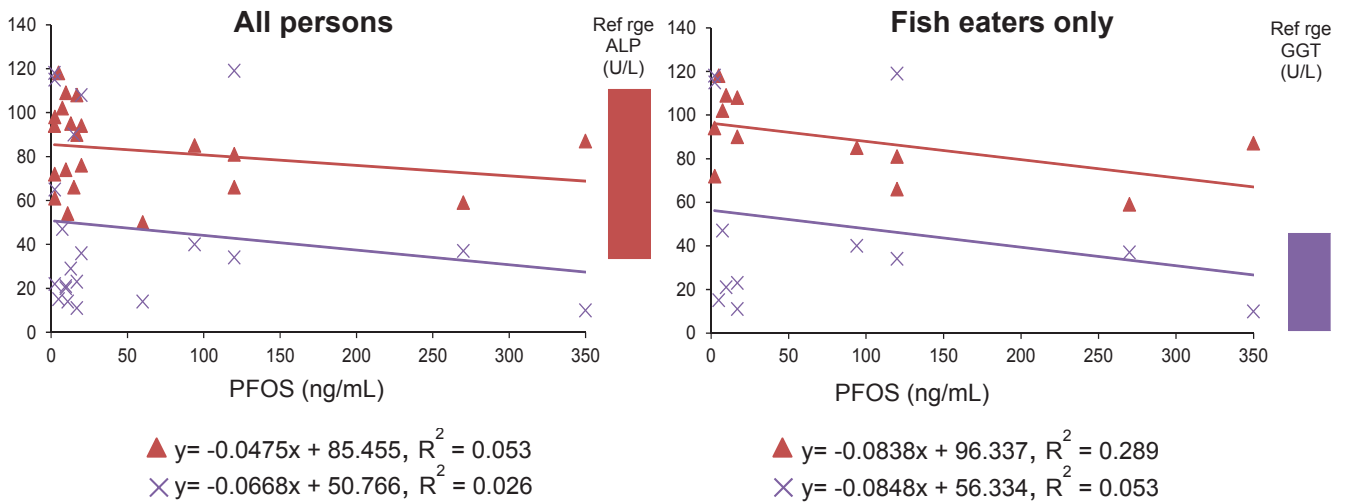 All persons
Ref rge
ALP
(U/L)
140
120
100
80
60
40
20
0
0 50 100 150 200 250 300 350
PFOS (ng/mL)
y= -0.0475x + 85.455, R² = 0.053
y= -0.0668x + 50.766, R² = 0.026
Fish eaters only
Ref rge
GGT
(U/L)
140
120
100
80
60
40
20
0
0 50 100 150 200 250 300 350
PFOS (ng/mL)
y= -0.0838x + 96.337, R² = 0.289
y= -0.0848x + 56.334, R² = 0.053